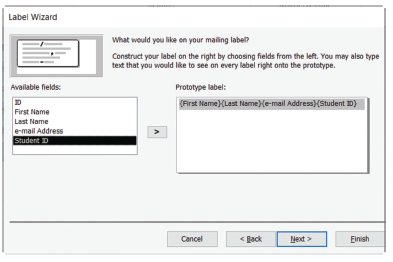 Label Wizard
What would you like on your mailing label?
Construct your label on the right by choosing fields from the left. You may also type
text that you would like to see on every label right onto the prototype.
Available fields:
Prototype label:
ID
First Name
Last Name
e-mail Address
Student ID
>
{First Name}{Last Name}{e-mail Address}{Student ID}
Cancel
< Back
Next >
Finish